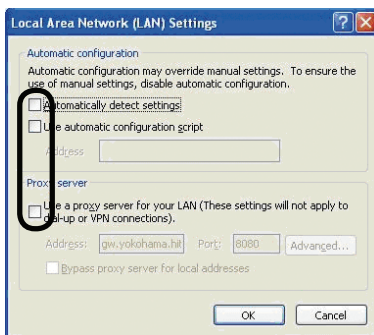 Local Area Network (LAN) Settings
Automatic configuration
Automatic configuration may override manual settings. To ensure the
use of manual settings, disable automatic configuration.
Automatically detect settings
Use automatic configuration script
Address
Proxy server
Use a proxy server for your LAN (These settings will not apply to
dial-up or VPN connections).
Address: gw.yokohama.hit Port: 8080 Advanced...
Bypass proxy server for local addresses
OK Cancel